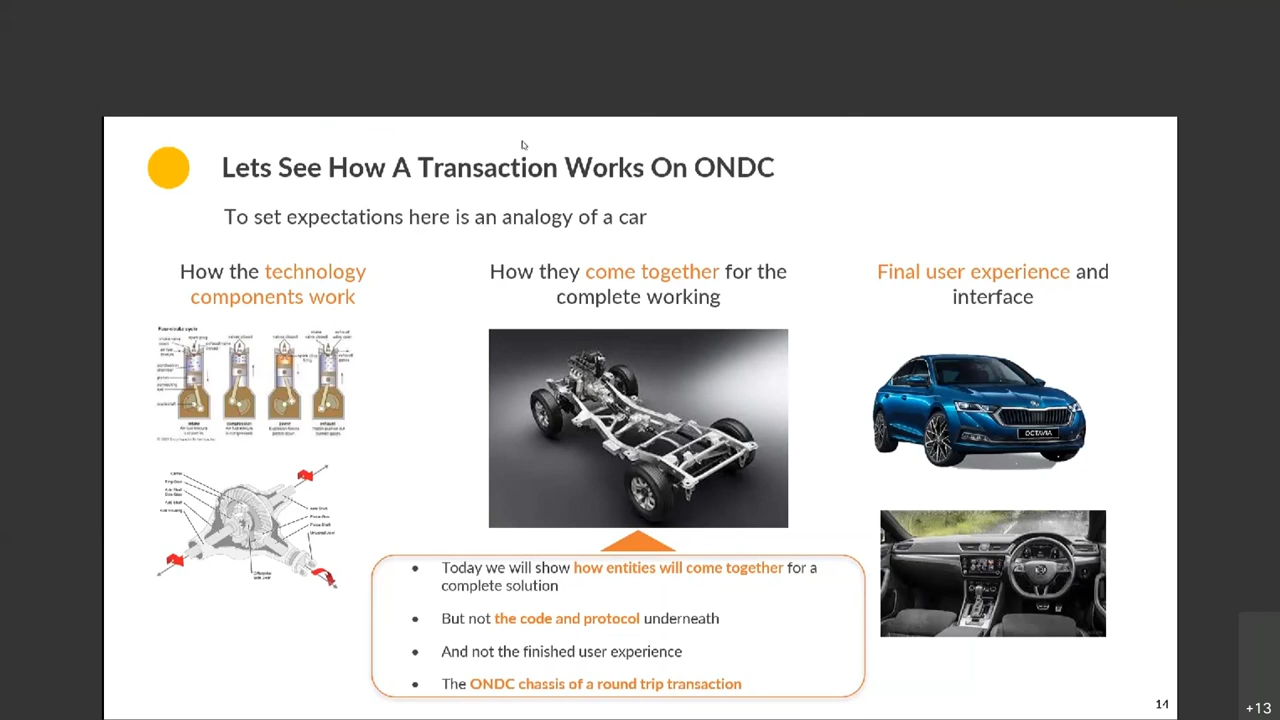 Lets See How A Transaction Works On ONDC
To set expectations here is an analogy of a car
How the technology
components work
How they come together for the
complete working
Final user experience and
interface
OCTAVIA
Today we will show how entities will come together for a
complete solution
But not the code and protocol underneath
And not the finished user experience
The ONDC chassis of a round trip transaction
14
+13